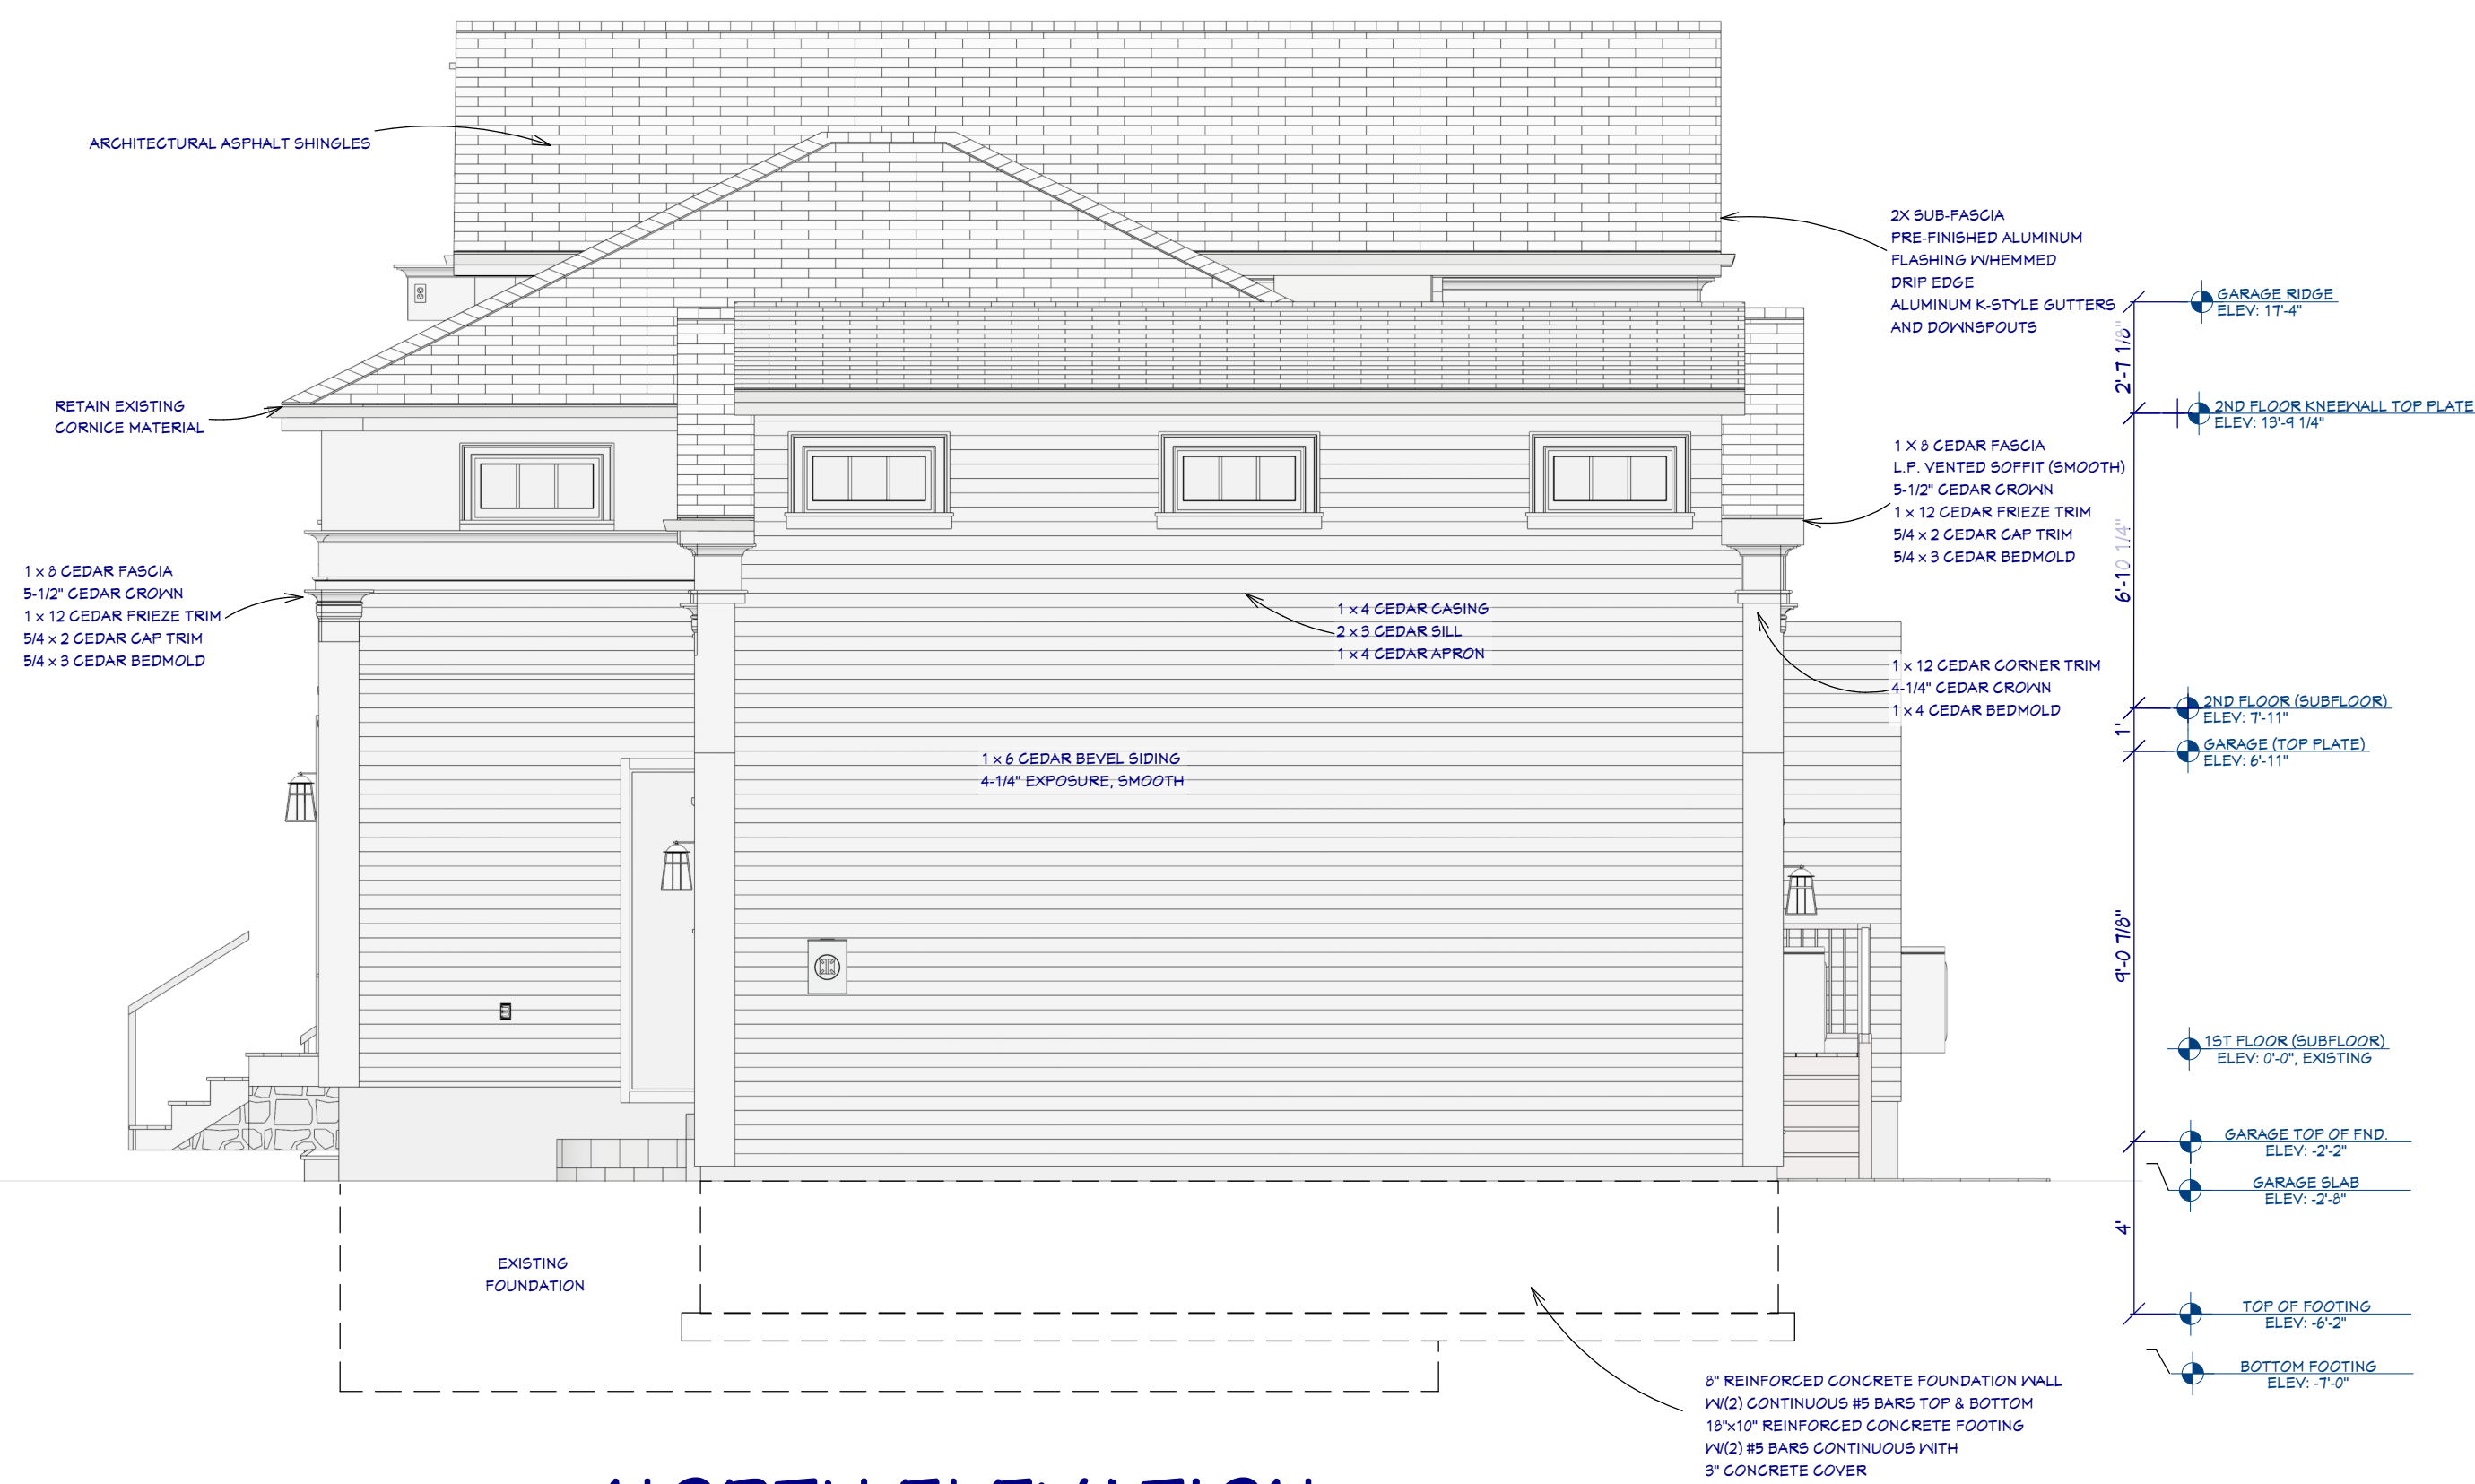 ARCHITECTURAL ASPHALT SHINGLES
2X SUB-FASCIA
PRE-FINISHED ALUMINUM
FLASHING W/HEMMED
DRIP EDGE
ALUMINUM K-STYLE GUTTERS
AND DOWNSPOUTS
GARAGE RIDGE
ELEV: 17'-4"
2'-7 1/8"
RETAIN EXISTING
CORNICE MATERIAL
2ND FLOOR KNEEWALL TOP PLATE
ELEV: 13'-9 1/4"
1 X 8 CEDAR FASCIA
L.P. VENTED SOFFIT (SMOOTH)
5-1/2" CEDAR CROWN
1 x 12 CEDAR FRIEZE TRIM
5/4 x 2 CEDAR CAP TRIM
5/4 x 3 CEDAR BEDMOLD
6'-10 1/4"
1 x 8 CEDAR FASCIA
5-1/2" CEDAR CROWN
1 x 12 CEDAR FRIEZE TRIM
5/4 x 2 CEDAR CAP TRIM
5/4 x 3 CEDAR BEDMOLD
1 x 4 CEDAR CASING
2 x 3 CEDAR SILL
1 x 4 CEDAR APRON
1 x 12 CEDAR CORNER TRIM
4-1/4" CEDAR CROWN
1 x 4 CEDAR BEDMOLD
2ND FLOOR (SUBFLOOR)
ELEV: 7'-11"
1'
GARAGE (TOP PLATE)
ELEV: 6'-11"
1 x 6 CEDAR BEVEL SIDING
4-1/4" EXPOSURE, SMOOTH
9'-0 7/8"
1ST FLOOR (SUBFLOOR)
ELEV: 0'-0", EXISTING
GARAGE TOP OF FND.
ELEV: -2'-2"
GARAGE SLAB
ELEV: -2'-8"
4'
EXISTING
FOUNDATION
TOP OF FOOTING
ELEV: -6'-2"
BOTTOM FOOTING
ELEV: -7'-0"
8" REINFORCED CONCRETE FOUNDATION WALL
W/(2) CONTINUOUS #5 BARS TOP & BOTTOM
18"x10" REINFORCED CONCRETE FOOTING
W/(2) #5 BARS CONTINUOUS WITH
3" CONCRETE COVER
NORTH ELEVATION